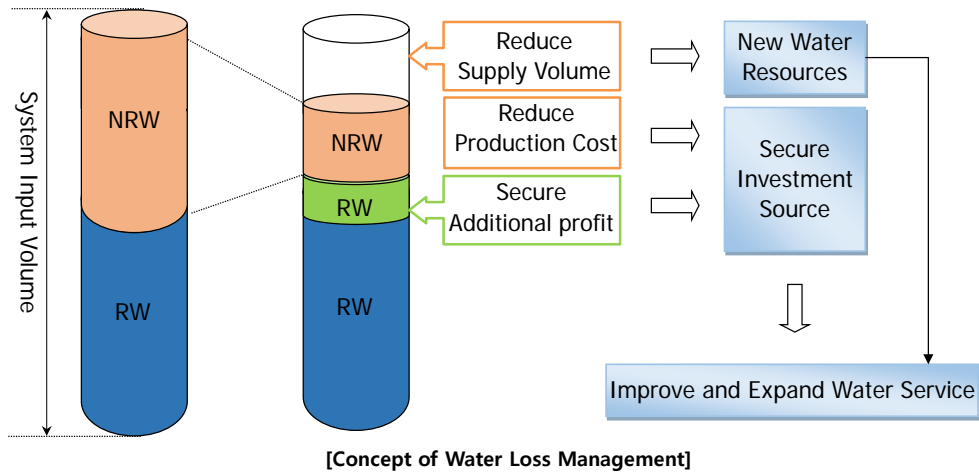 System Input Volume
NRW
RW
NRW
RW
RW
Reduce
Supply Volume
Reduce
Production Cost
Secure
Additional profit
New Water
Resources
Secure
Investment
Source
Improve and Expand Water Service
[Concept of Water Loss Management]